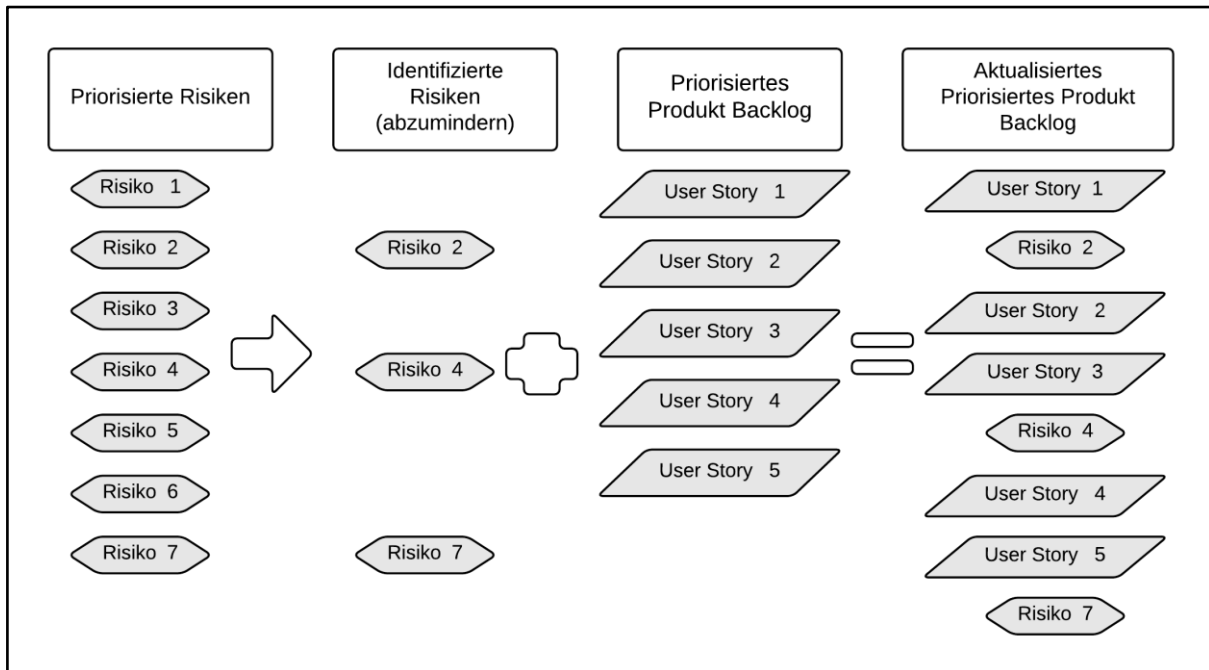 Priorisierte Risiken
Identifizierte
Risiken
(abzumindern)
Priorisiertes
Produkt Backlog
Aktualisiertes
Priorisiertes Produkt
Backlog
Risiko 1
Risiko 2
Risiko 3
Risiko 4
Risiko 5
Risiko 6
Risiko 7
Risiko 2
Risiko 4
Risiko 7
User Story 1
User Story 2
User Story 3
User Story 4
User Story 5
User Story 1
Risiko 2
User Story 2
User Story 3
Risiko 4
User Story 4
User Story 5
Risiko 7